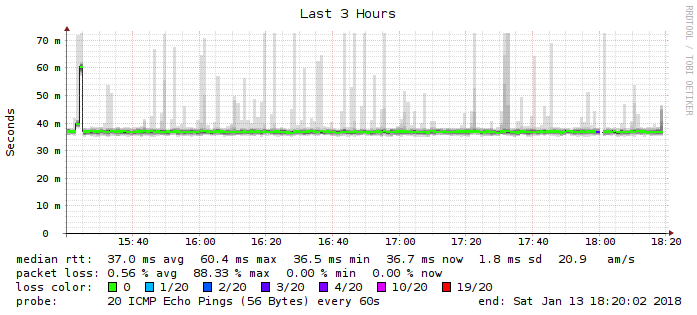 Last 3 Hours
RRDTOOL / TOBI OETIKER
Seconds
70 m
60 m
50 m
40 m
30 m
20 m
10 m
0
15:40 16:00 16:20 16:40 17:00 17:20 17:40 18:00 18:20
median rtt: 37.0 ms avg 60.4 ms max 36.5 ms min 36.7 ms now 1.8 ms sd 20.9 am/s
packet loss: 0.56 % avg 88.33 % max 0.00 % min 0.00 % now
loss color: 0 1/20 2/20 3/20 4/20 10/20 19/20
probe: 20 ICMP Echo Pings (56 Bytes) every 60s end: Sat Jan 13 18:20:02 2018